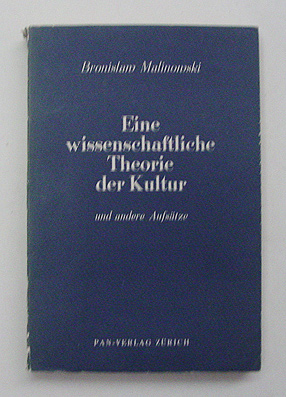 Bronislaw Malinowski
Eine
wissenschaftliche
Theorie
der Kultur
und andere Aufsätze
PAN-VERLAG ZÜRICH